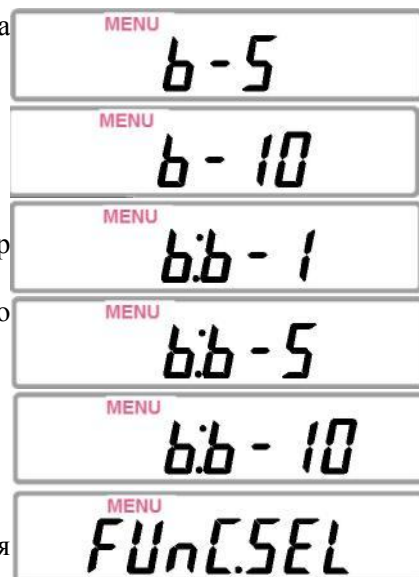 а
MENU
b-5
MENU
b-10
MENU
р
b:b-1
о
MENU
b:b-5
MENU
b:b-10
MENU
я
FUnC.SEL